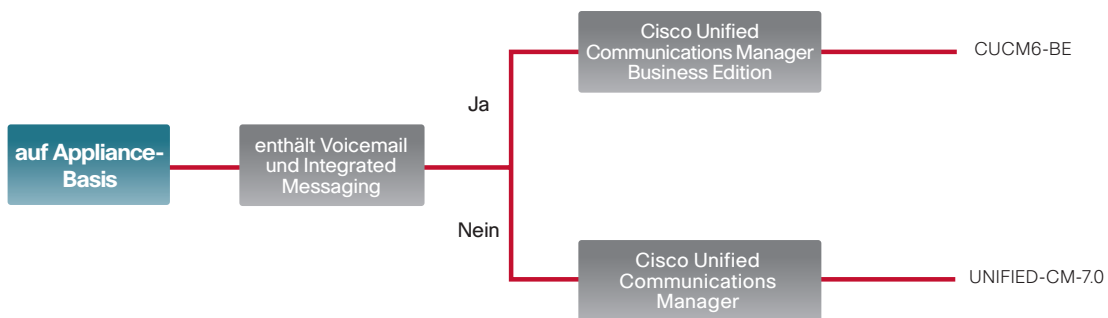 auf Appliance-
Basis
enthält Voicemail
und Integrated
Messaging
Ja
Cisco Unified
Communications Manager
Business Edition
CUCM6-BE
Nein
Cisco Unified
Communications
Manager
UNIFIED-CM-7.0